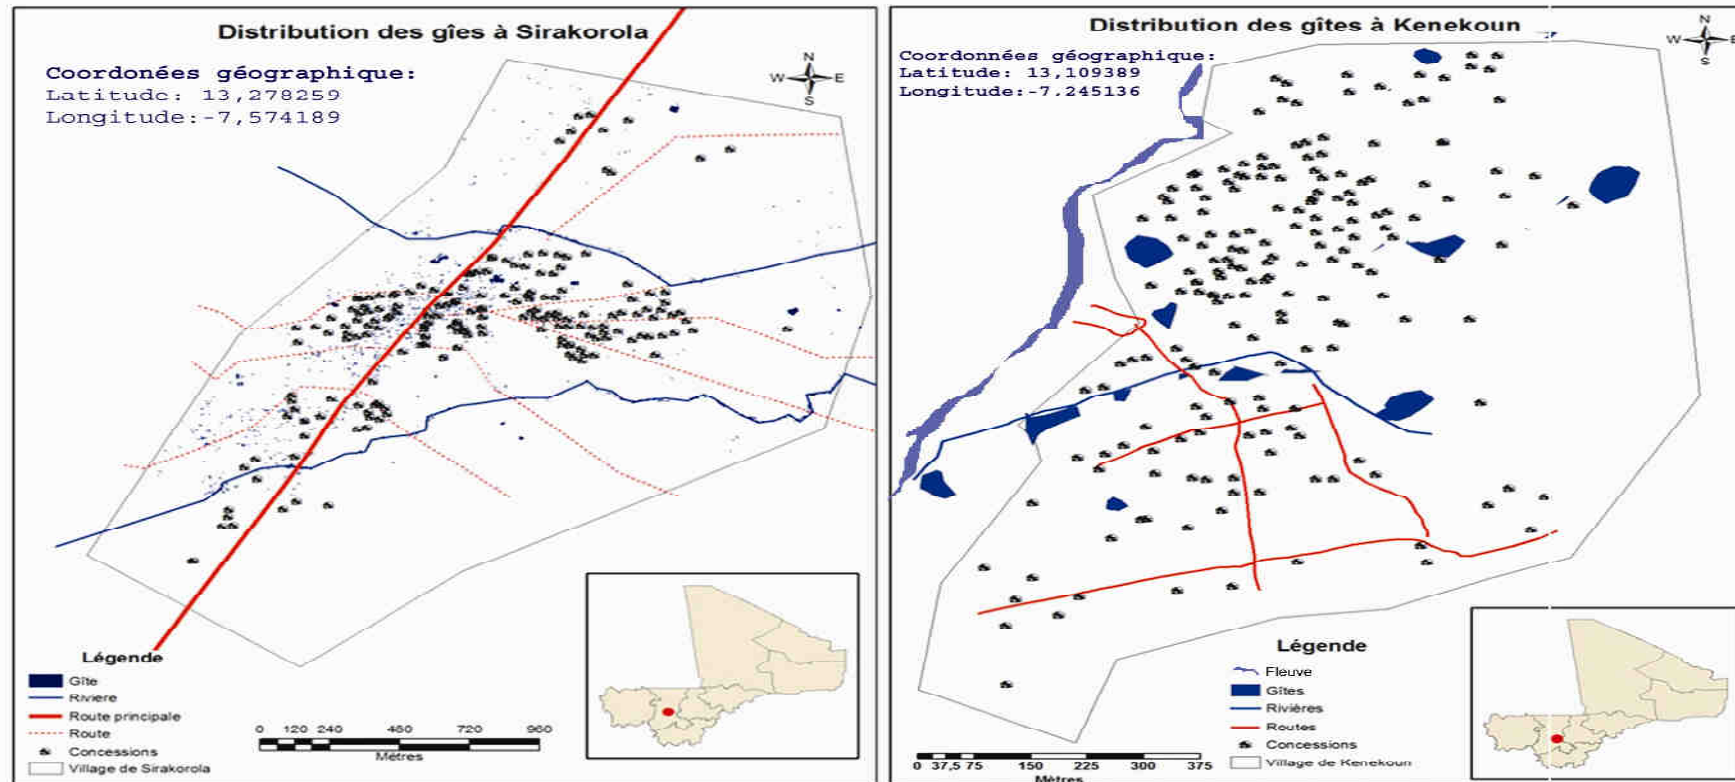 Distribution des gîes à Sirakorola
Coordonées géographique:
Latitude: 13,278259
Longitude:-7,574189
N
W E
S
Légende
Gîte
Rivière
Route principale
Route
Concessions
Village de Sirakorola
0 120 240 480 720 960
Mètres
Distribution des gîtes à Kenekoun
Coordonnées géographique:
Latitude: 13,109389
Longitude:-7.245136
N
W E
S
Légende
Fleuve
Gîtes
Rivières
Routes
Concessions
Village de Kenekoun
0 37,5 75 150 225 300 375
Mètres